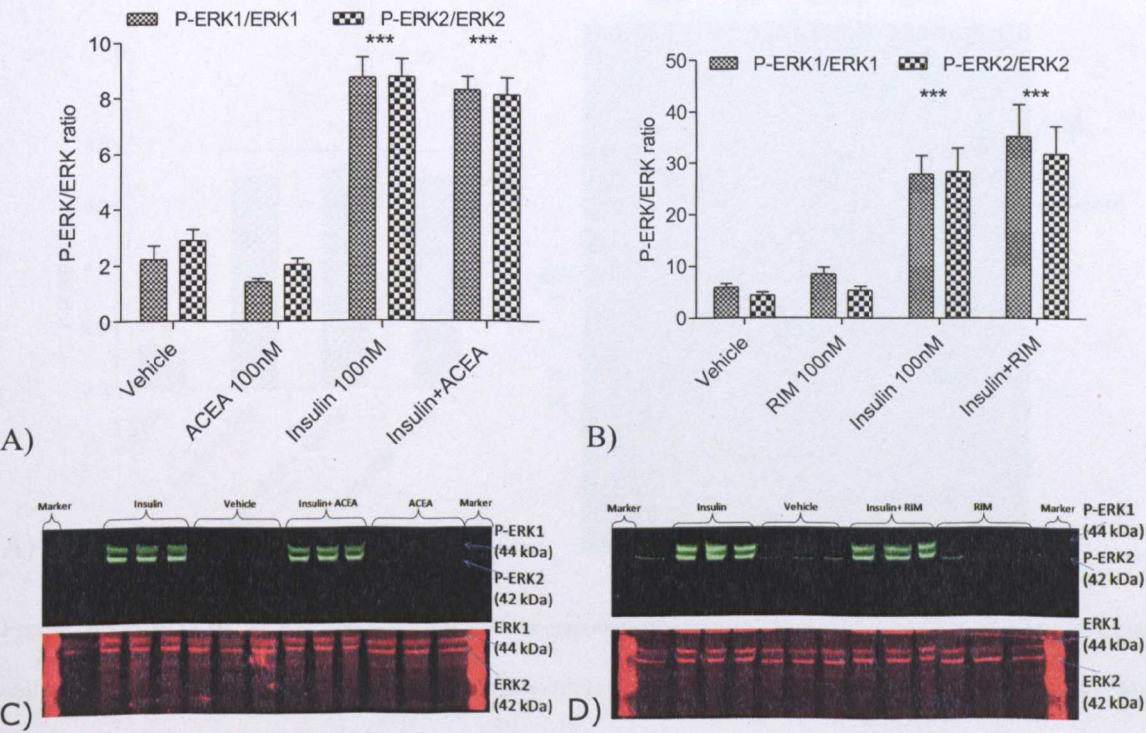 P-ERK1/ERK1 P-ERK2/ERK2
P-ERK/ERK ratio
10
8
6
4
2
0
*** ***
Vehicle
ACEA 100nM
Insulin 100nM
Insulin+ACEA
A)
P-ERK1/ERK1 P-ERK2/ERK2
P-ERK/ERK ratio
50
40
30
20
10
0
*** ***
Vehicle
RIM 100nM
Insulin 100nM
Insulin+RIM
B)
Marker Insulin Vehicle Insulin+ ACEA ACEA Marker
P-ERK1
(44 kDa)
P-ERK2
(42 kDa)
ERK1
(44 kDa)
ERK2
(42 kDa)
C)
Marker Insulin Vehicle Insulin+ RIM RIM Marker
P-ERK1
(44 kDa)
P-ERK2
(42 kDa)
ERK1
(44 kDa)
ERK2
(42 kDa)
D)